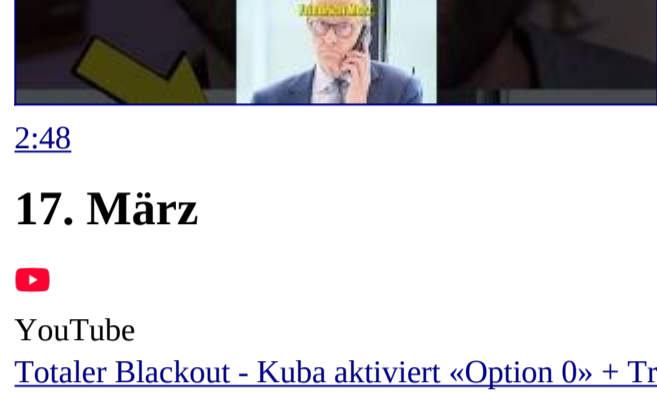 2:48
17. März
YouTube
Totaler Blackout - Kuba aktiviert «Option 0» + Tr